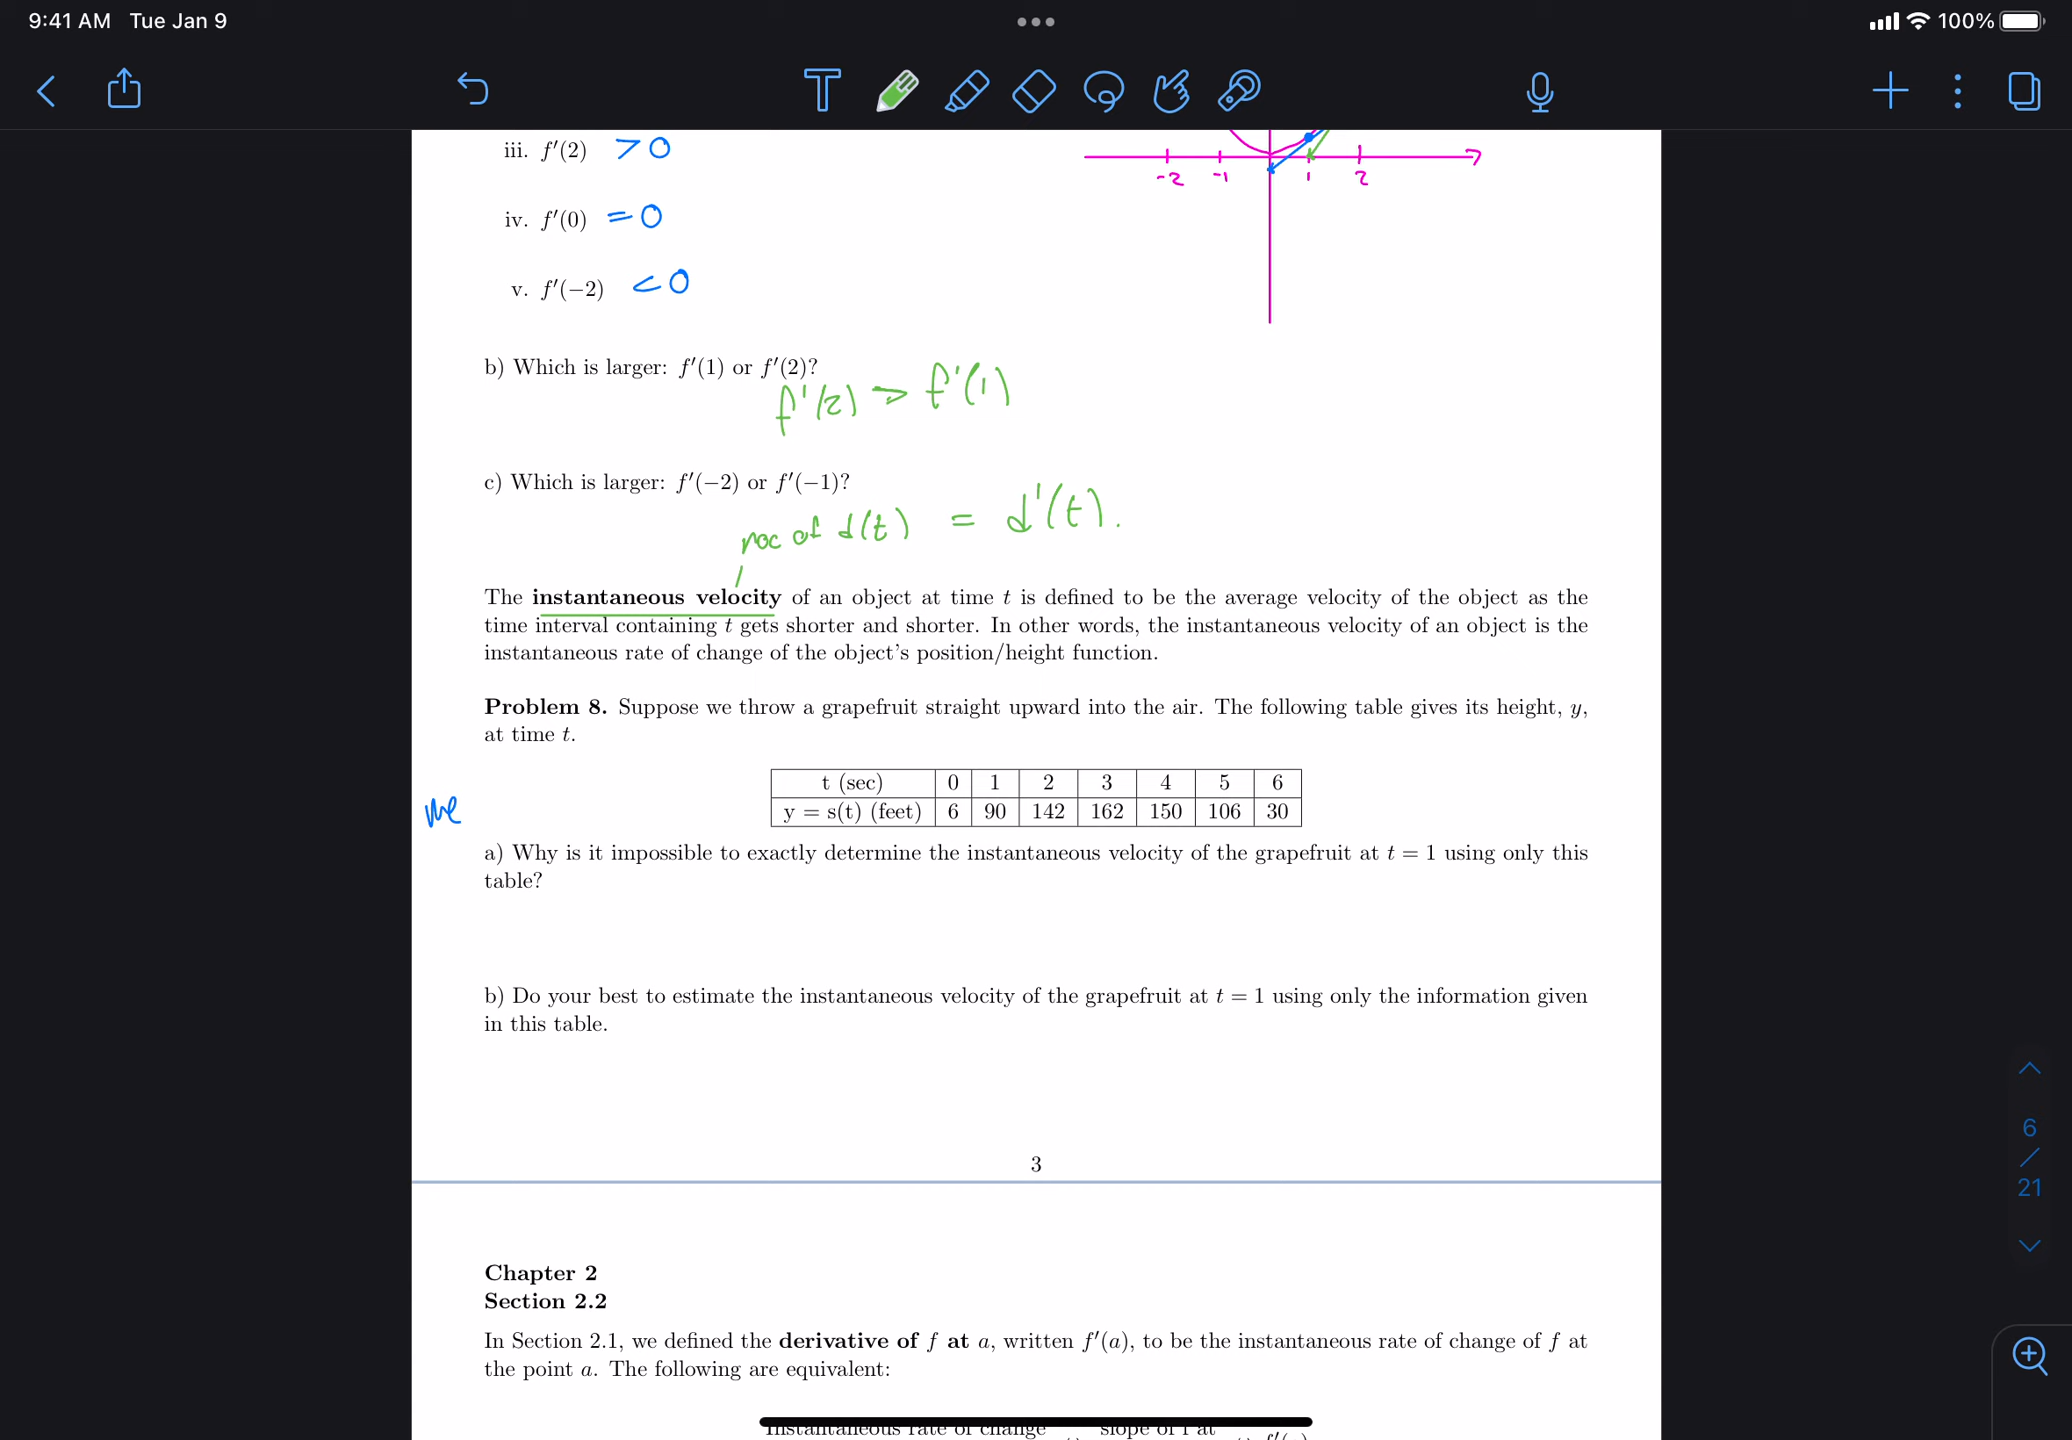 9:41 AM Tue Jan 9
100%
iii. f′(2) > 0
-2 -1 1 2
iv. f′(0) = 0
v. f′(−2) < 0
b) Which is larger: f′(1) or f′(2)?
f'(2) > f'(1)
c) Which is larger: f′(−2) or f′(−1)?
roc of d(t) = d'(t).
The instantaneous velocity of an object at time t is defined to be the average velocity of the object as the
time interval containing t gets shorter and shorter. In other words, the instantaneous velocity of an object is the
instantaneous rate of change of the object's position/height function.
Problem 8. Suppose we throw a grapefruit straight upward into the air. The following table gives its height, y,
at time t.
t (sec) 0 1 2 3 4 5 6
me
y = s(t) (feet) 6 90 142 162 150 106 30
a) Why is it impossible to exactly determine the instantaneous velocity of the grapefruit at t = 1 using only this
table?
b) Do your best to estimate the instantaneous velocity of the grapefruit at t = 1 using only the information given
in this table.
6
/
21
3
Chapter 2
Section 2.2
In Section 2.1, we defined the derivative of f at a, written f′(a), to be the instantaneous rate of change of f at
the point a. The following are equivalent:
Instantaneous rate of change slope of f at